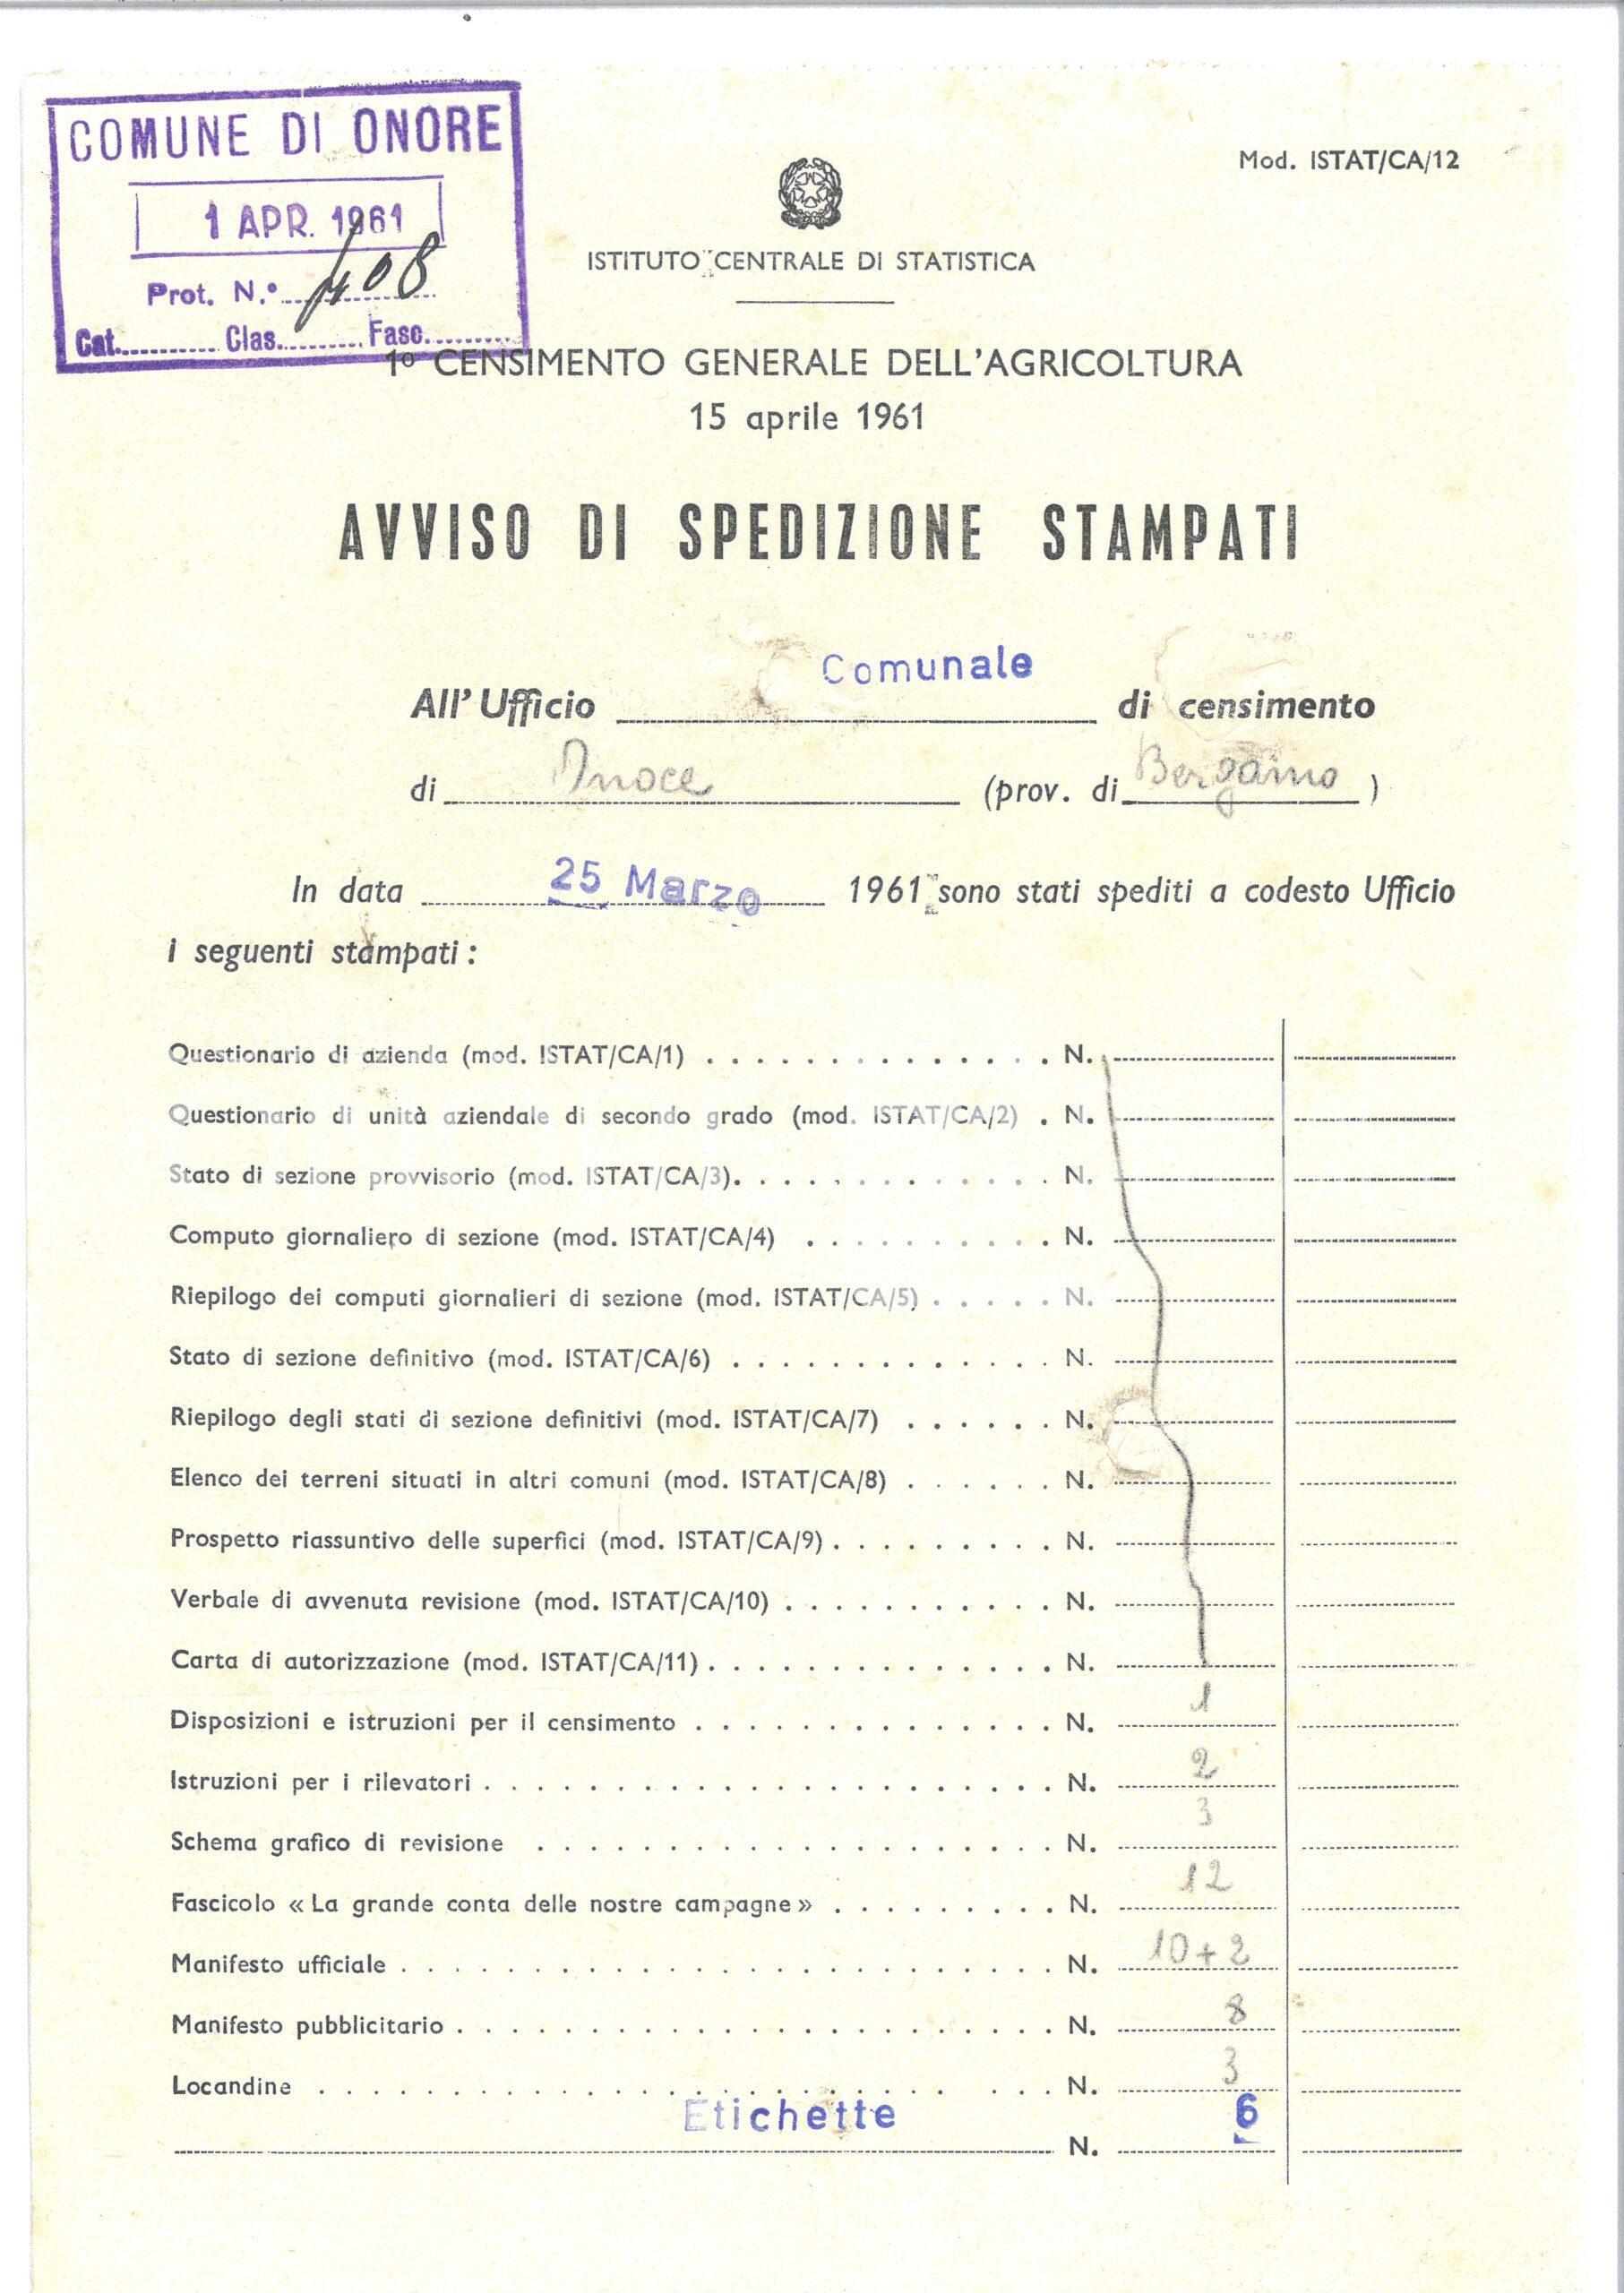 COMUNE DI ONORE
1 APR. 1961
Prot. N.° 408
Cat. Clas. Fasc.
Mod. ISTAT/CA/12
ISTITUTO CENTRALE DI STATISTICA
1º CENSIMENTO GENERALE DELL'AGRICOLTURA
15 aprile 1961
AVVISO DI SPEDIZIONE STAMPATI
All'Ufficio Comunale di censimento
di (prov. di Bergamo)
In data 25 Marzo 1961 sono stati spediti a codesto Ufficio
i seguenti stampati:
Questionario di azienda (mod. ISTAT/CA/1) . . . . . . . . . . . . . . N.
Questionario di unità aziendale di secondo grado (mod. ISTAT/CA/2) . N.
Stato di sezione provvisorio (mod. ISTAT/CA/3). . . . . . . . . . . . . N.
Computo giornaliero di sezione (mod. ISTAT/CA/4) . . . . . . . . . . N.
Riepilogo dei computi giornalieri di sezione (mod. ISTAT/CA/5) . . . . . N.
Stato di sezione definitivo (mod. ISTAT/CA/6) . . . . . . . . . . . . . N.
Riepilogo degli stati di sezione definitivi (mod. ISTAT/CA/7) . . . . . . N.
Elenco dei terreni situati in altri comuni (mod. ISTAT/CA/8) . . . . . . N.
Prospetto riassuntivo delle superfici (mod. ISTAT/CA/9) . . . . . . . . . N.
Verbale di avvenuta revisione (mod. ISTAT/CA/10) . . . . . . . . . . . N.
Carta di autorizzazione (mod. ISTAT/CA/11) . . . . . . . . . . . . . . N.
Disposizioni e istruzioni per il censimento . . . . . . . . . . . . . . N. 1
Istruzioni per i rilevatori . . . . . . . . . . . . . . . . . . . . . . N. 2
Schema grafico di revisione . . . . . . . . . . . . . . . . . . . . N. 3
Fascicolo « La grande conta delle nostre campagne » . . . . . . . . . N. 12
Manifesto ufficiale . . . . . . . . . . . . . . . . . . . . . . . . . N. 10+2
Manifesto pubblicitario . . . . . . . . . . . . . . . . . . . . . . . N. 8
Locandine . . . . . . . . . . . . . . . . . . . . . . . . . . . N. 3
Etichette N. 6